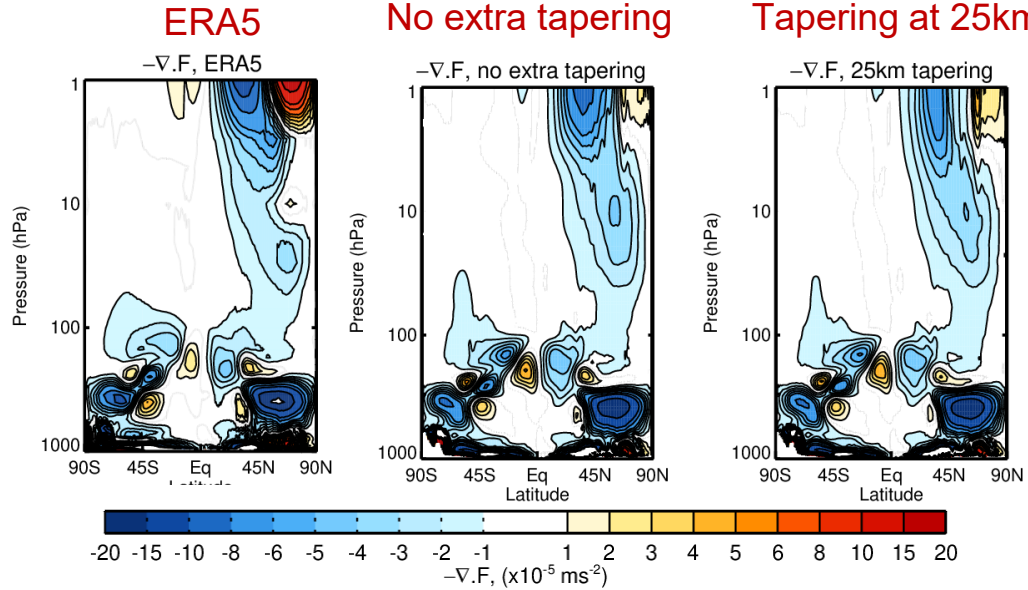 ERA5 No extra tapering Tapering at 25km
−∇.F, ERA5 −∇.F, no extra tapering −∇.F, 25km tapering
Pressure (hPa) Pressure (hPa) Pressure (hPa)
1 1 1
10 10 10
100 100 100
1000 1000 1000
90S 45S Eq 45N 90N 90S 45S Eq 45N 90N 90S 45S Eq 45N 90N
Latitude Latitude Latitude
-20 -15 -10 -8 -6 -5 -4 -3 -2 -1 1 2 3 4 5 6 8 10 15 20
−∇.F, (x10⁻⁵ ms⁻²)